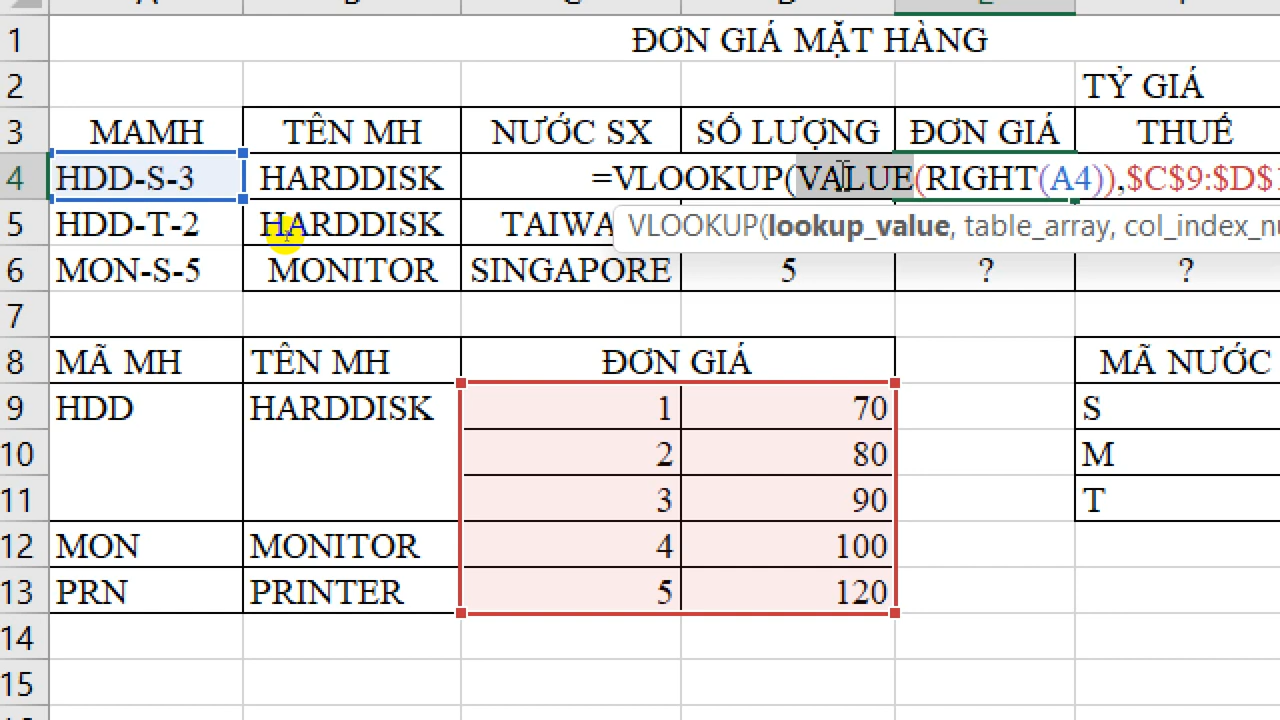 1 ĐƠN GIÁ MẶT HÀNG
2 TỶ GIÁ
3 MAMH TÊN MH NƯỚC SX SỐ LƯỢNG ĐƠN GIÁ THUẾ
4 HDD-S-3 HARDDISK =VLOOKUP(VALUE(RIGHT(A4)),$C$9:$D$1
5 HDD-T-2 HARDDISK TAIWA VLOOKUP(lookup_value, table_array, col_index_nu
6 MON-S-5 MONITOR SINGAPORE 5 ? ?
7
8 MÃ MH TÊN MH ĐƠN GIÁ MÃ NƯỚC
9 HDD HARDDISK 1 70 S
10 2 80 M
11 3 90 T
12 MON MONITOR 4 100
13 PRN PRINTER 5 120
14
15